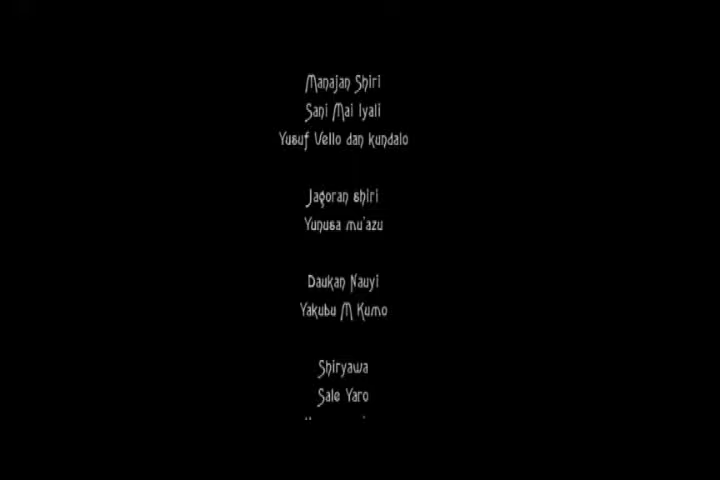 Manajan Shiri
Sani Mai Iyali
Yusuf Vello dan kundalo
Jagoran shiri
Yunusa mu'azu
Daukan Nauyi
Yakubu M Kumo
Shiryawa
Sale Yaro